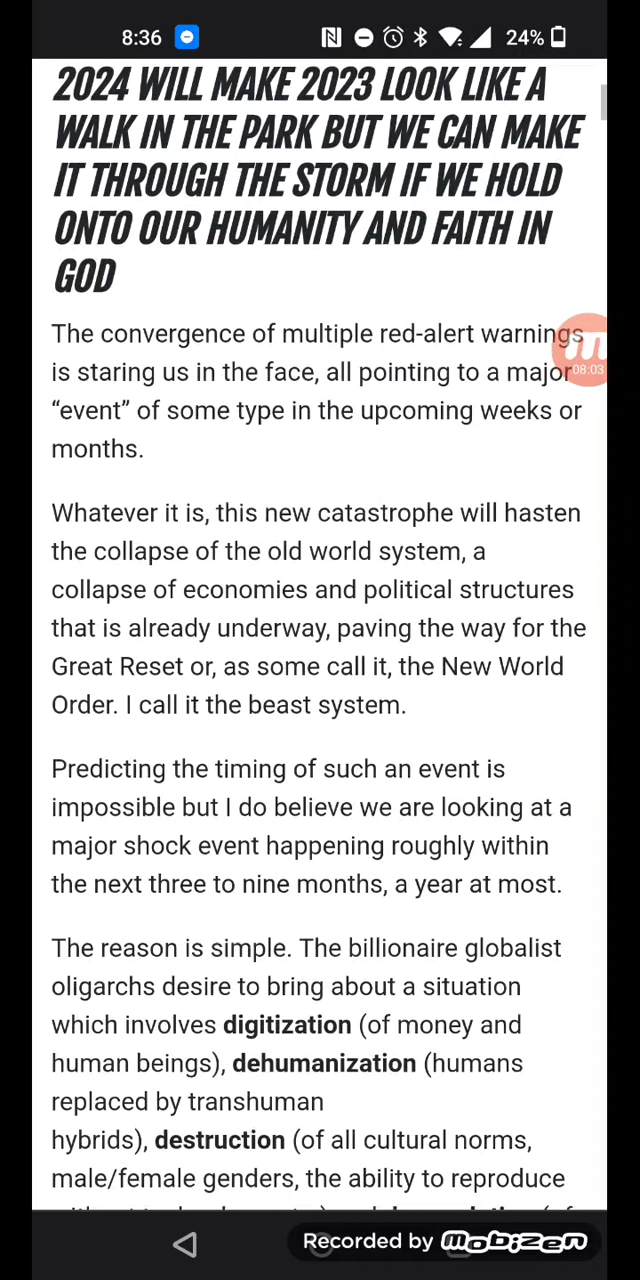 8:36
24%
2024 WILL MAKE 2023 LOOK LIKE A
WALK IN THE PARK BUT WE CAN MAKE
IT THROUGH THE STORM IF WE HOLD
ONTO OUR HUMANITY AND FAITH IN
GOD
The convergence of multiple red-alert warnings
is staring us in the face, all pointing to a major
08:03
“event” of some type in the upcoming weeks or
months.
Whatever it is, this new catastrophe will hasten
the collapse of the old world system, a
collapse of economies and political structures
that is already underway, paving the way for the
Great Reset or, as some call it, the New World
Order. I call it the beast system.
Predicting the timing of such an event is
impossible but I do believe we are looking at a
major shock event happening roughly within
the next three to nine months, a year at most.
The reason is simple. The billionaire globalist
oligarchs desire to bring about a situation
which involves digitization (of money and
human beings), dehumanization (humans
replaced by transhuman
hybrids), destruction (of all cultural norms,
male/female genders, the ability to reproduce
Recorded by mobizen